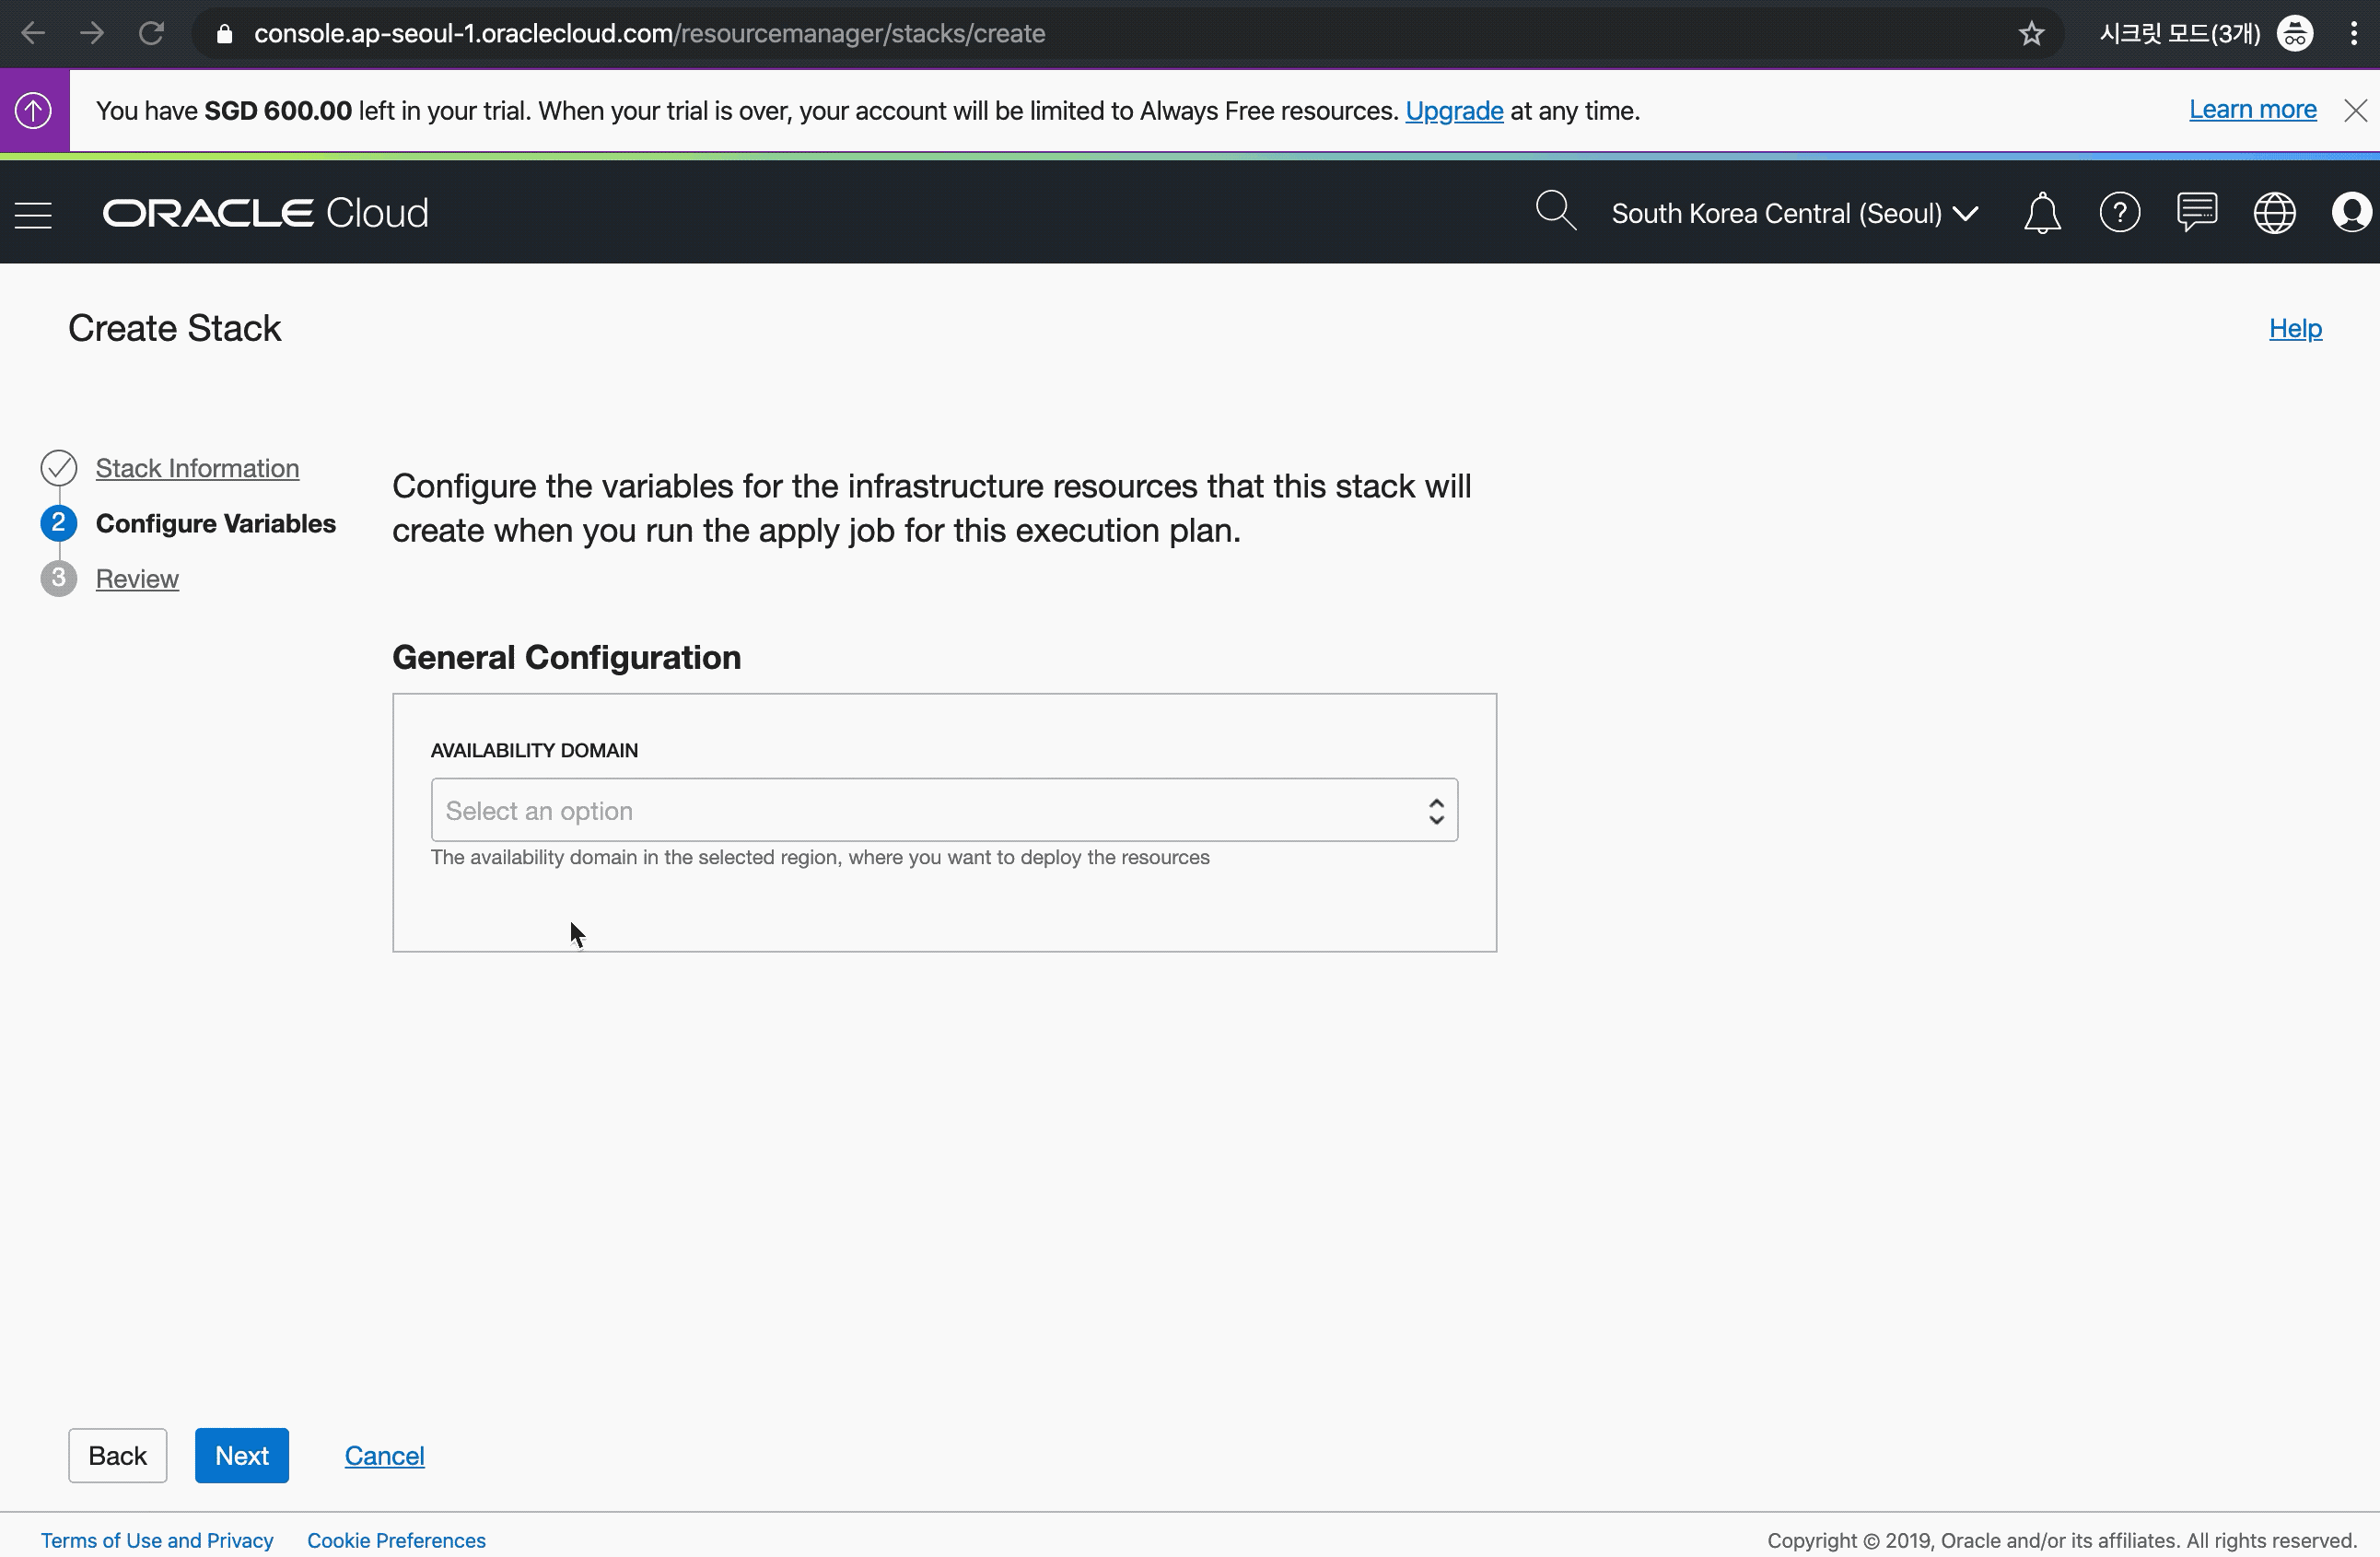 console.ap-seoul-1.oraclecloud.com/resourcemanager/stacks/create
시크릿 모드(3개)
You have SGD 600.00 left in your trial. When your trial is over, your account will be limited to Always Free resources. Upgrade at any time.
Learn more
ORACLE Cloud
South Korea Central (Seoul)
Create Stack
Help
Stack Information
2 Configure Variables
3 Review
Configure the variables for the infrastructure resources that this stack will
create when you run the apply job for this execution plan.
General Configuration
AVAILABILITY DOMAIN
Select an option
The availability domain in the selected region, where you want to deploy the resources
Back
Next
Cancel
Terms of Use and Privacy
Cookie Preferences
Copyright © 2019, Oracle and/or its affiliates. All rights reserved.